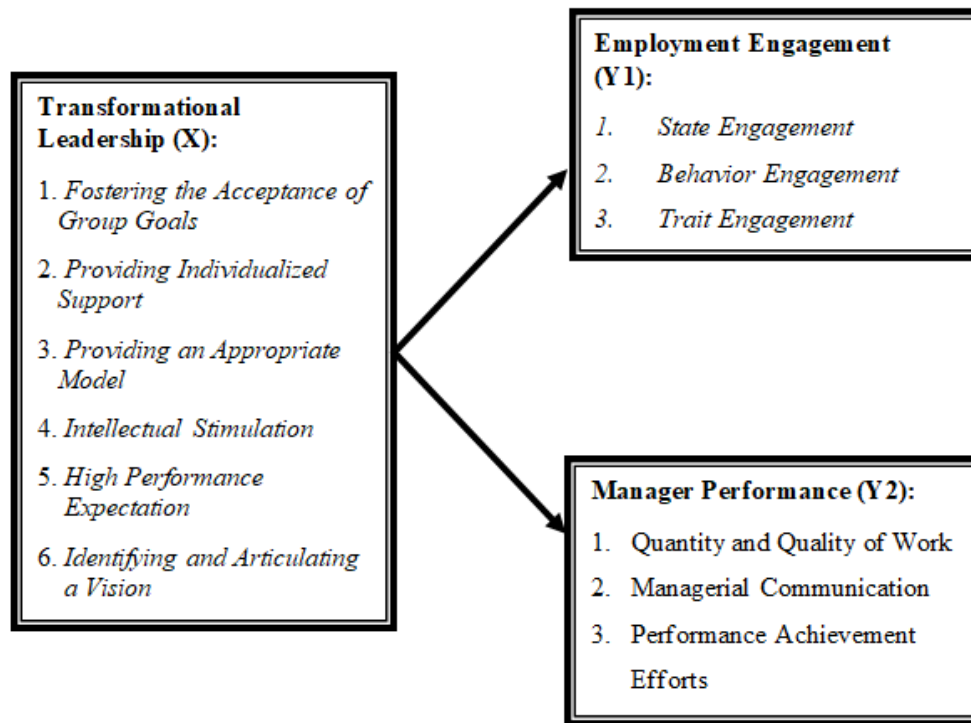 Transformational
Leadership (X):
1. Fostering the Acceptance of
Group Goals
2. Providing Individualized
Support
3. Providing an Appropriate
Model
4. Intellectual Stimulation
5. High Performance
Expectation
6. Identifying and Articulating
a Vision
Employment Engagement
(Y1):
1. State Engagement
2. Behavior Engagement
3. Trait Engagement
Manager Performance (Y2):
1. Quantity and Quality of Work
2. Managerial Communication
3. Performance Achievement
Efforts